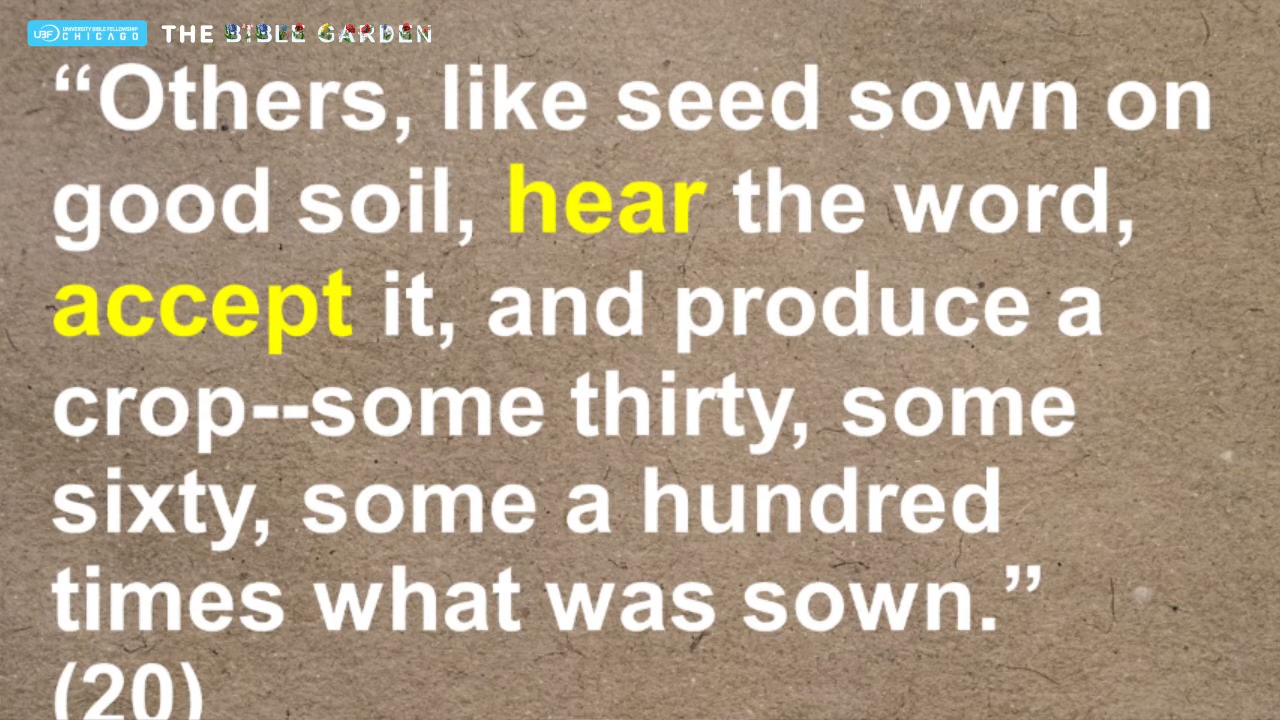 UBF UNIVERSITY BIBLE FELLOWSHIP
CHICAGO
THE BIBLE GARDEN
“Others, like seed sown on
good soil, hear the word,
accept it, and produce a
crop--some thirty, some
sixty, some a hundred
times what was sown.”
(20)